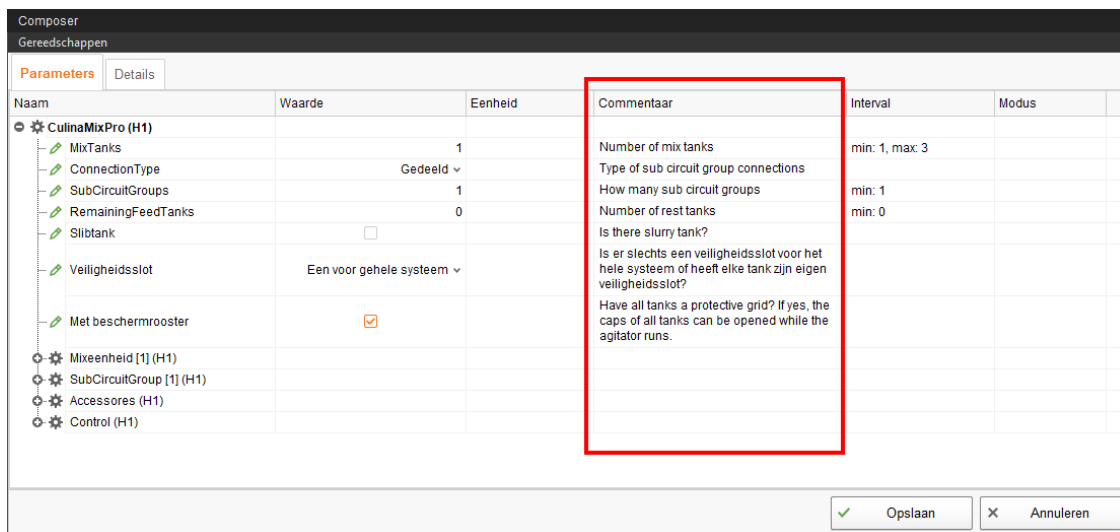 Composer
Gereedschappen
Parameters Details
Naam Waarde Eenheid Commentaar Interval Modus
CulinaMixPro (H1)
MixTanks 1 Number of mix tanks min: 1, max: 3
ConnectionType Gedeeld Type of sub circuit group connections
SubCircuitGroups 1 How many sub circuit groups min: 1
RemainingFeedTanks 0 Number of rest tanks min: 0
Slibtank Is there slurry tank?
Is er slechts een veiligheidsslot voor het
Veiligheidsslot Een voor gehele systeem hele systeem of heeft elke tank zijn eigen
veiligheidsslot?
Have all tanks a protective grid? If yes, the
Met beschermrooster caps of all tanks can be opened while the
agitator runs.
Mixeenheid [1] (H1)
SubCircuitGroup [1] (H1)
Accessores (H1)
Control (H1)
Opslaan Annuleren